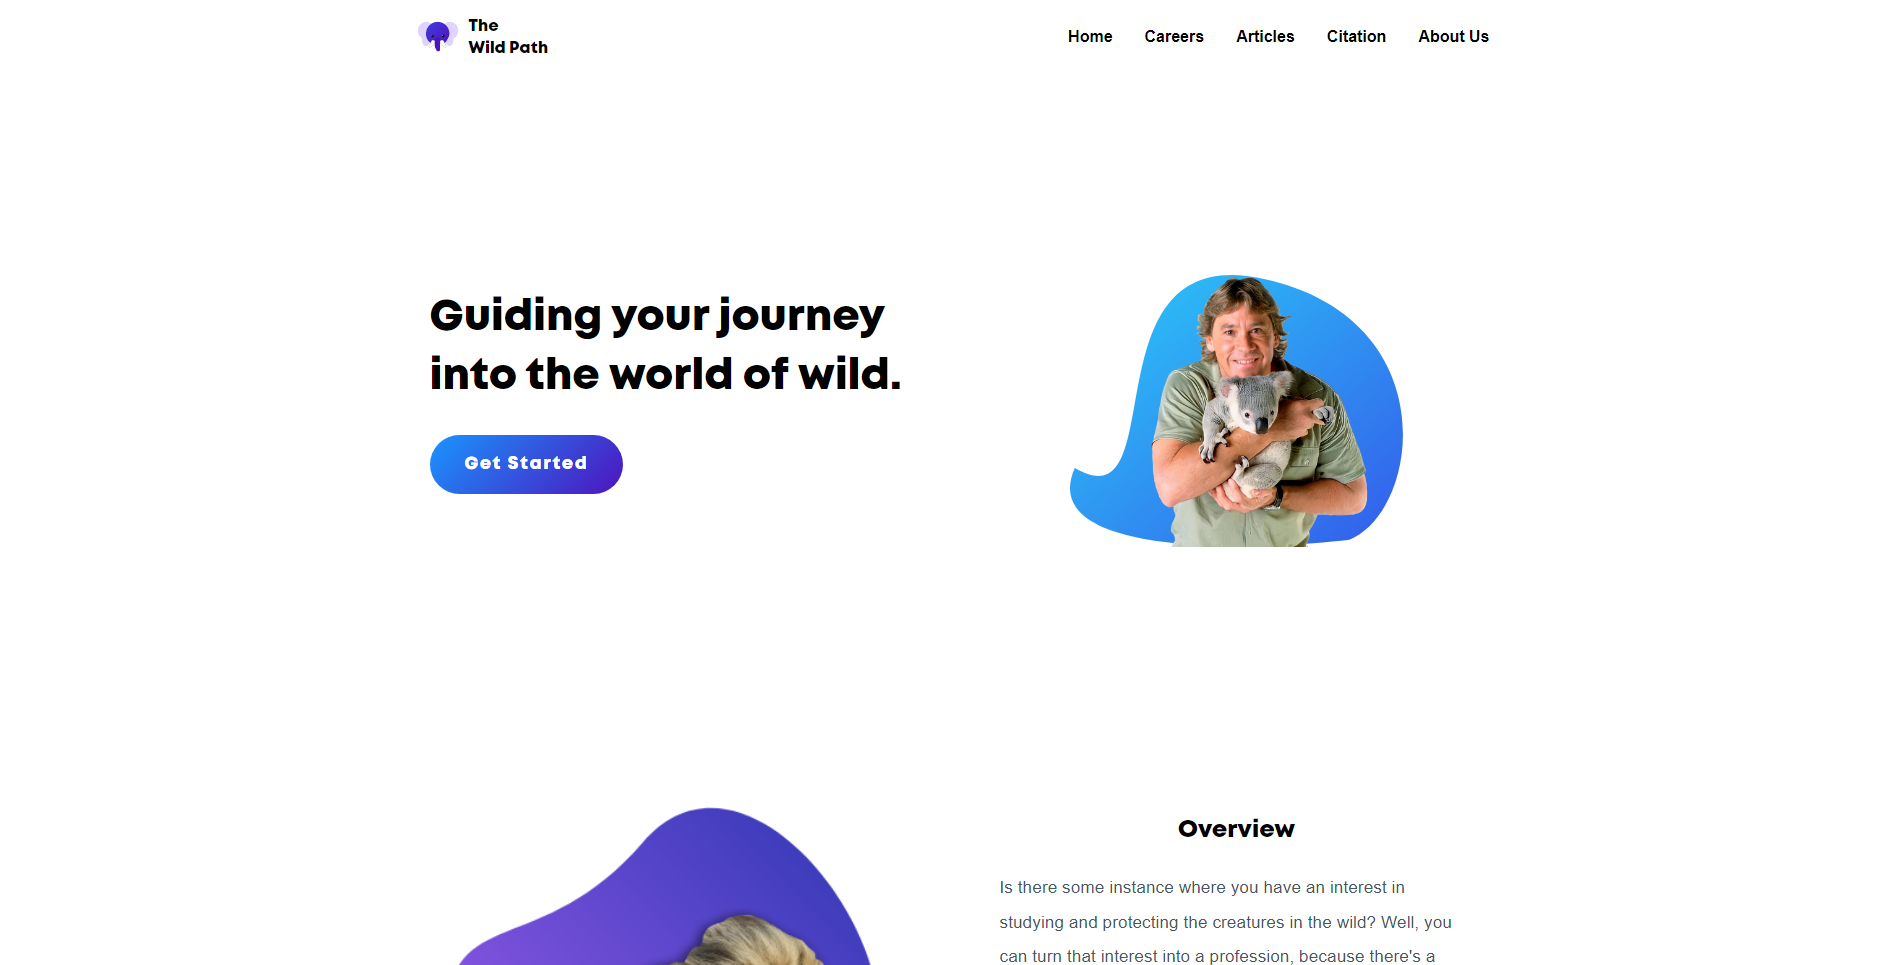 The
Wild Path
Home
Careers
Articles
Citation
About Us
Guiding your journey
into the world of wild.
Get Started
Overview
Is there some instance where you have an interest in
studying and protecting the creatures in the wild? Well, you
can turn that interest into a profession, because there's a